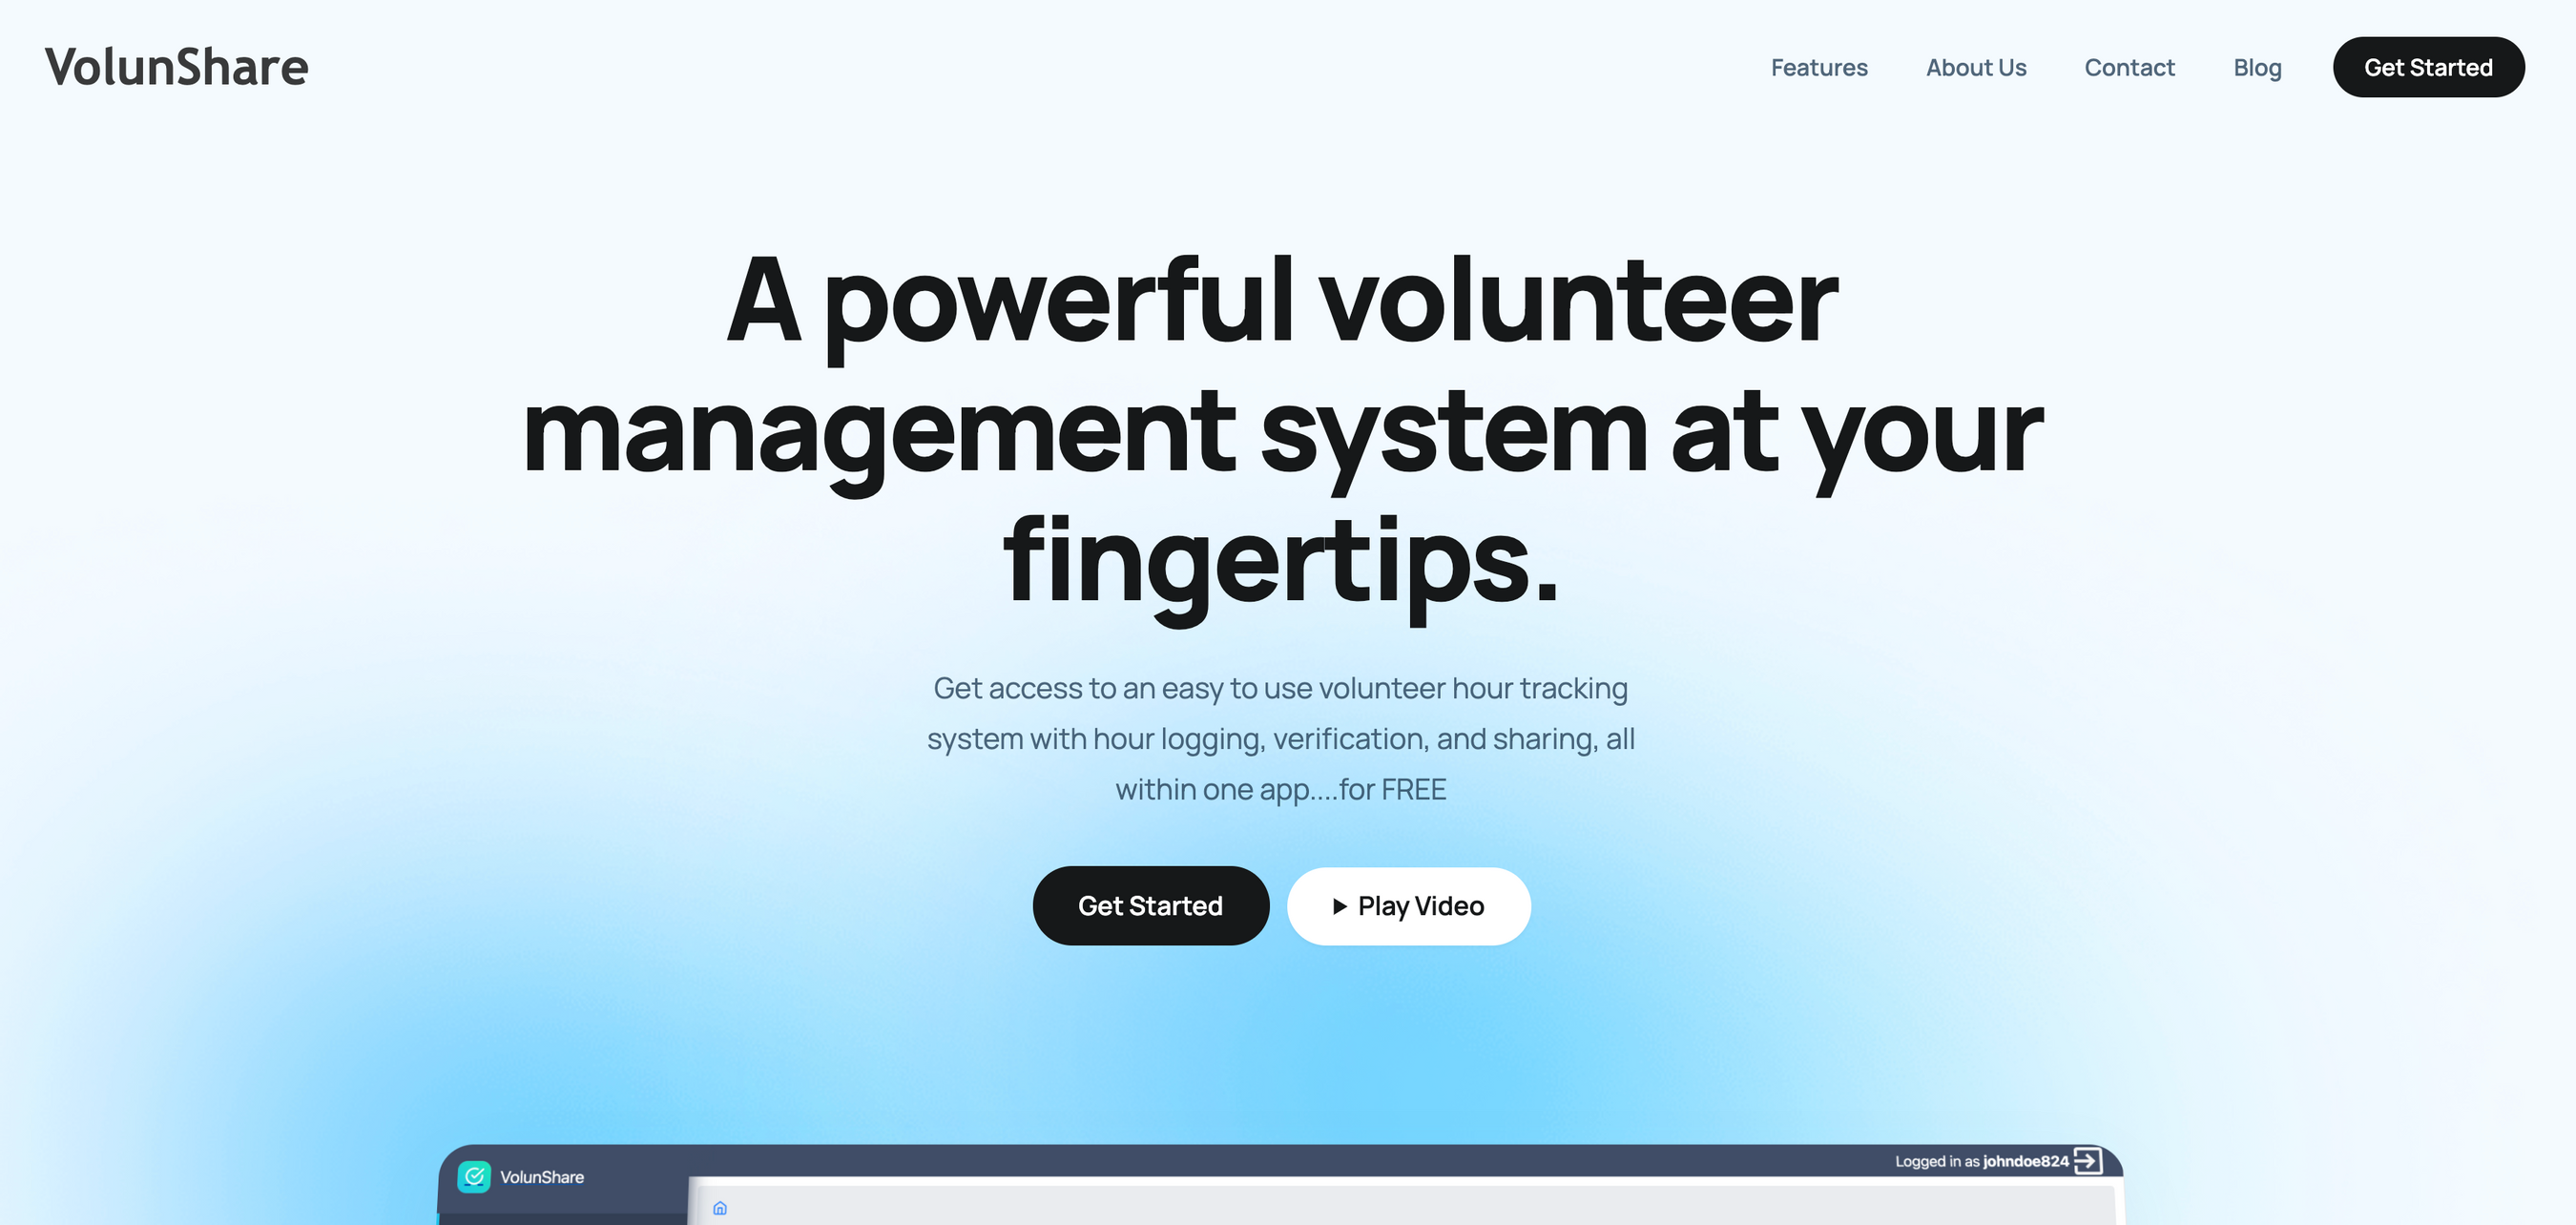 VolunShare
Features
About Us
Contact
Blog
Get Started
A powerful volunteer
management system at your
fingertips.
Get access to an easy to use volunteer hour tracking
system with hour logging, verification, and sharing, all
within one app....for FREE
Get Started
Play Video
VolunShare
Logged in as johndoe824